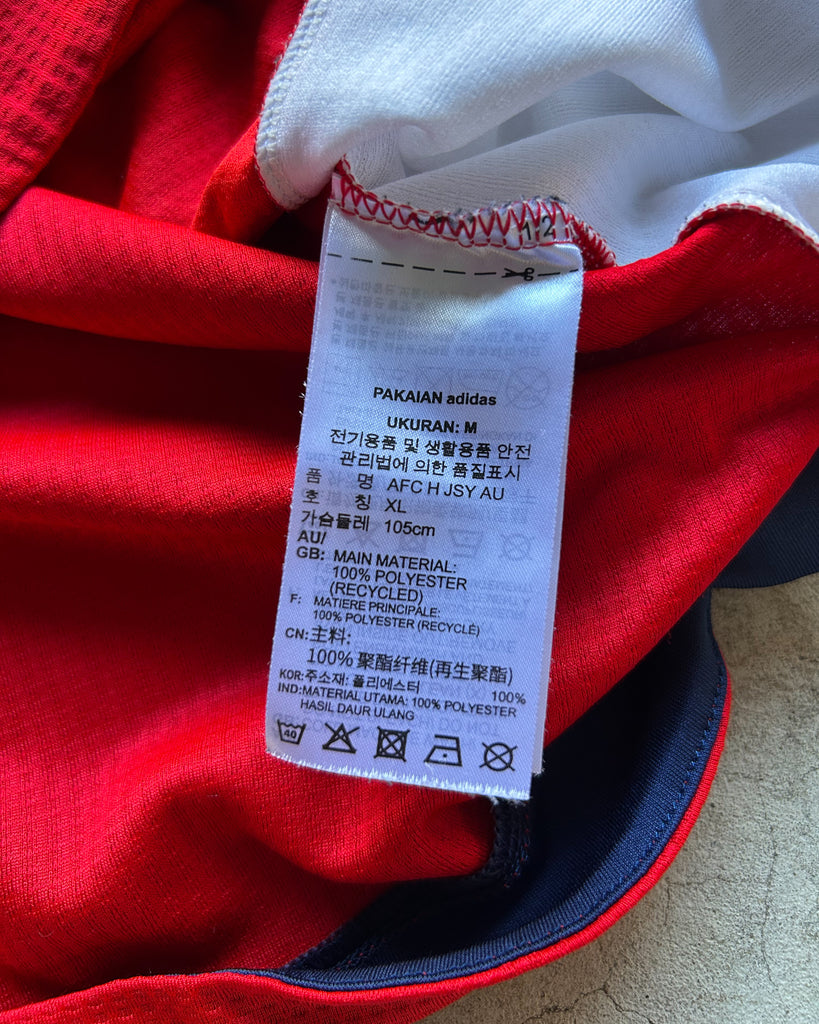 12
PAKAIAN adidas
UKURAN: M
전기용품 및 생활용품 안전
관리법에 의한 품질표시
품 명 AFC H JSY AU
호 칭 XL
가슴둘레 105cm
AU/
GB: MAIN MATERIAL:
100% POLYESTER
(RECYCLED)
F: MATIERE PRINCIPALE:
100% POLYESTER (RECYCLÉ)
CN: 主料:
100% 聚酯纤维(再生聚酯)
KOR: 주소재: 폴리에스터 100%
IND: MATERIAL UTAMA: 100% POLYESTER
HASIL DAUR ULANG
40